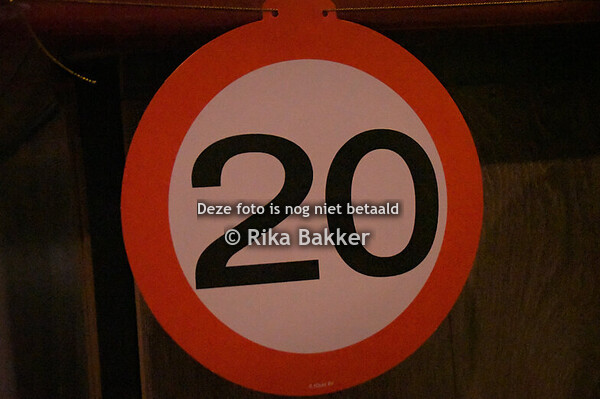 20
Deze foto is nog niet betaald
© Rika Bakker